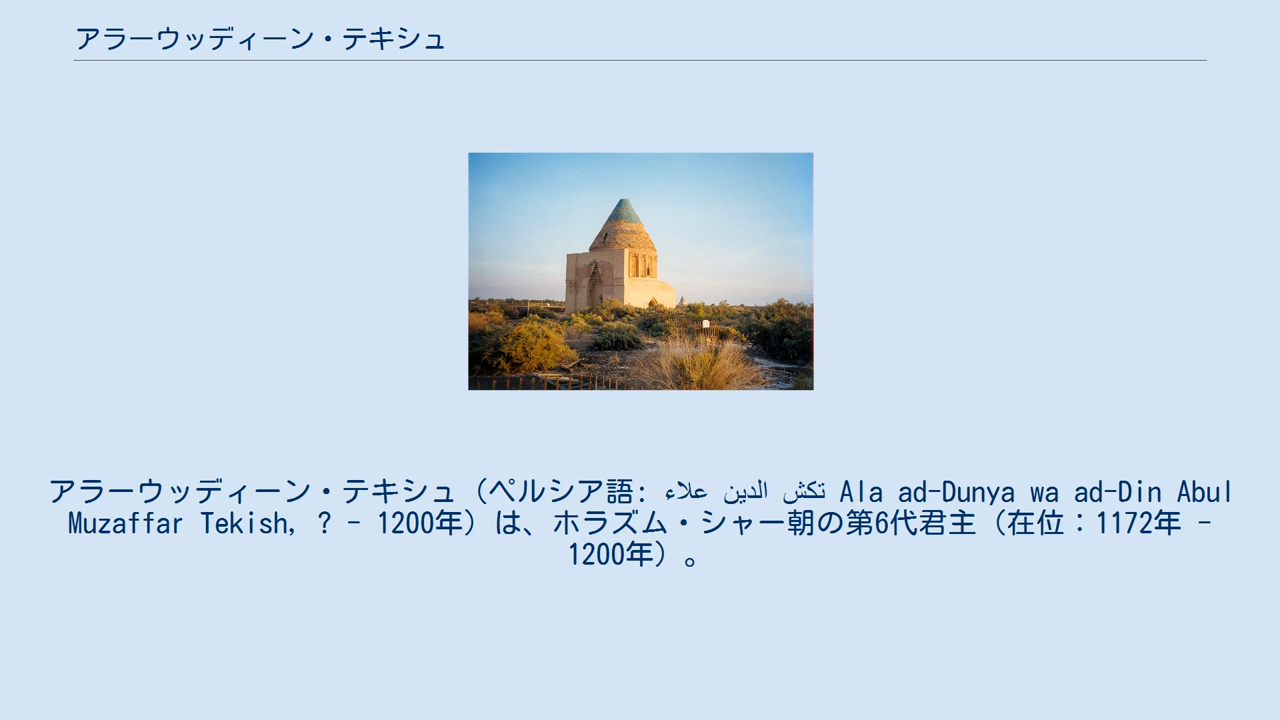 アラーウッディーン・テキシュ
アラーウッディーン・テキシュ（ペルシア語: علاء الدين تكش Ala ad-Dunya wa ad-Din Abul
Muzaffar Tekish, ? - 1200年）は、ホラズム・シャー朝の第6代君主（在位：1172年 -
1200年）。